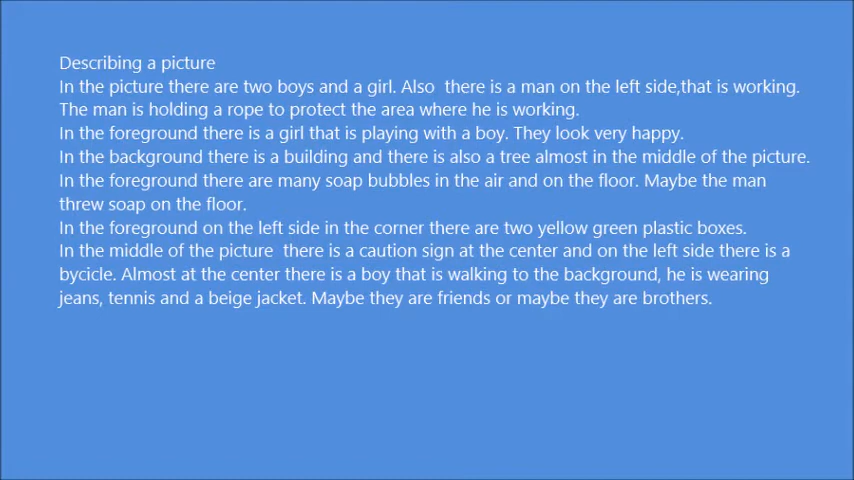 Describing a picture
In the picture there are two boys and a girl. Also  there is a man on the left side,that is working.
The man is holding a rope to protect the area where he is working.
In the foreground there is a girl that is playing with a boy. They look very happy.
In the background there is a building and there is also a tree almost in the middle of the picture.
In the foreground there are many soap bubbles in the air and on the floor. Maybe the man
threw soap on the floor.
In the foreground on the left side in the corner there are two yellow green plastic boxes.
In the middle of the picture  there is a caution sign at the center and on the left side there is a
bycicle. Almost at the center there is a boy that is walking to the background, he is wearing
jeans, tennis and a beige jacket. Maybe they are friends or maybe they are brothers.